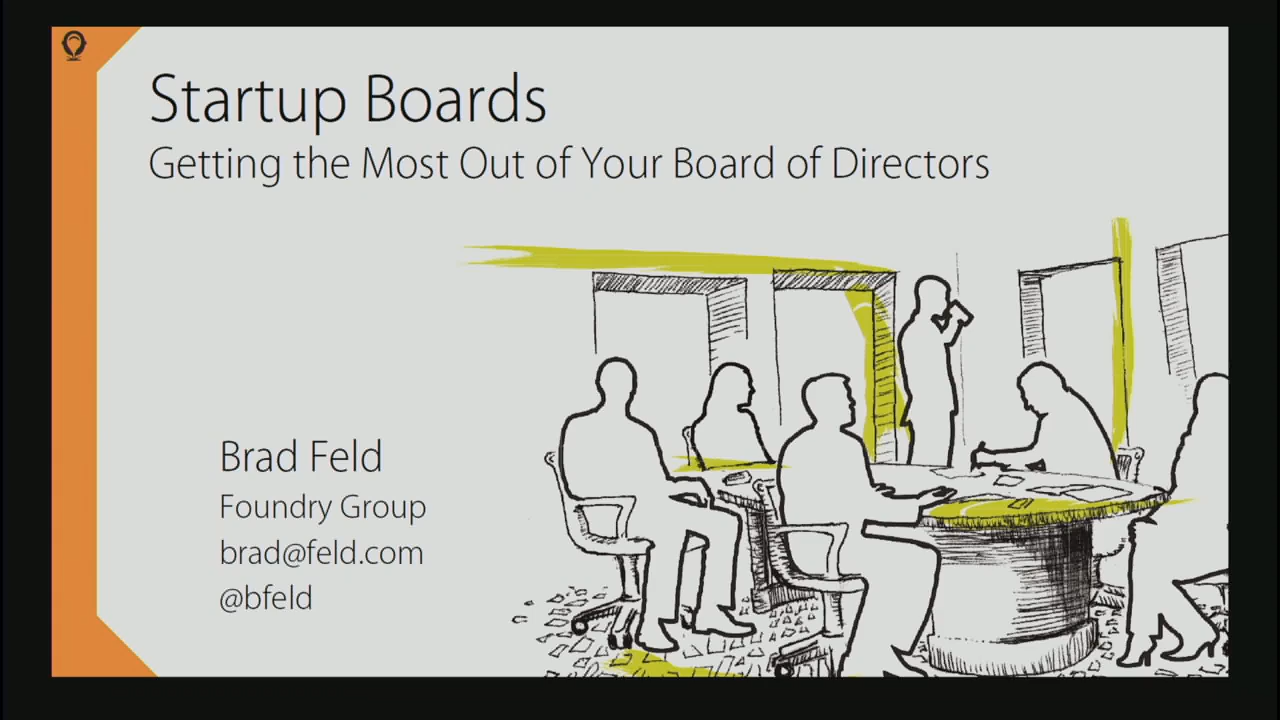 Startup Boards
Getting the Most Out of Your Board of Directors
Brad Feld
Foundry Group
brad@feld.com
@bfeld